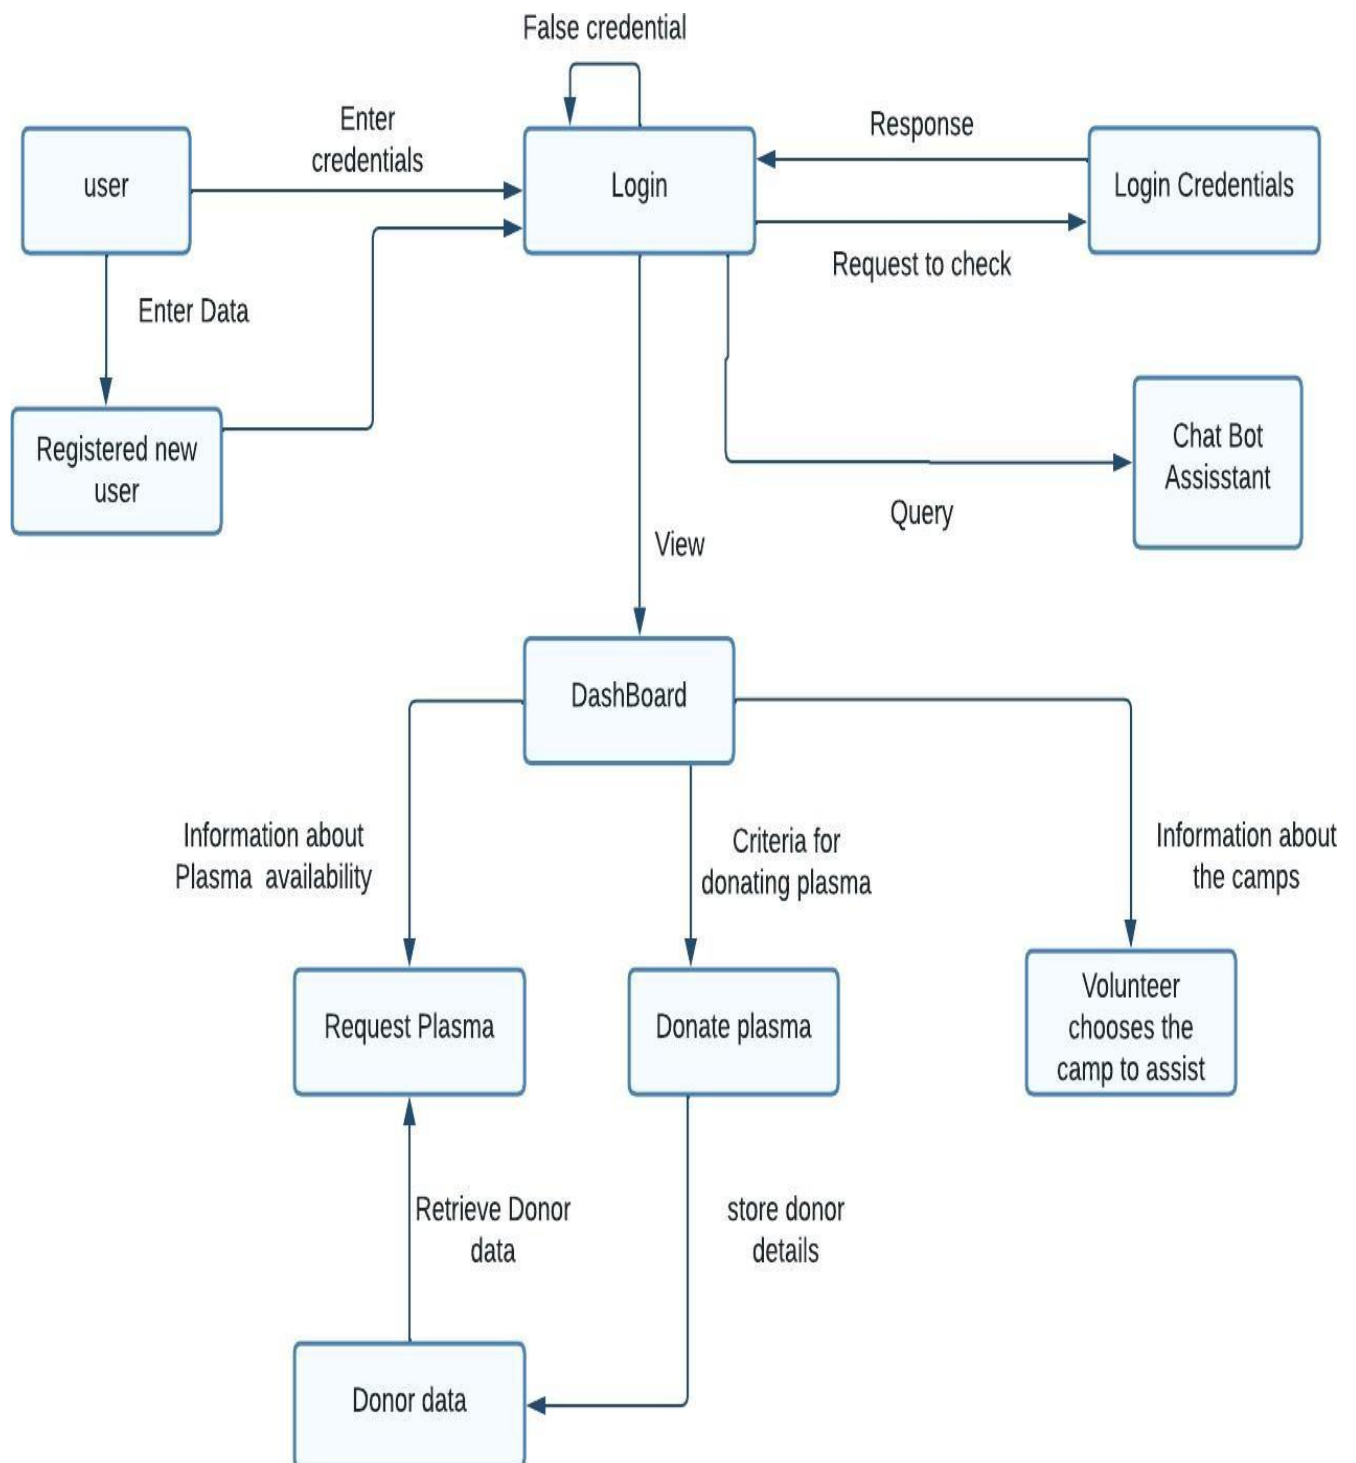 False credential
Enter
credentials
Response
user
Login
Login Credentials
Request to check
Enter Data
Registered new
user
Chat Bot
Assisstant
Query
View
DashBoard
Information about
Plasma availability
Criteria for
donating plasma
Information about
the camps
Request Plasma
Donate plasma
Volunteer
chooses the
camp to assist
Retrieve Donor
data
store donor
details
Donor data